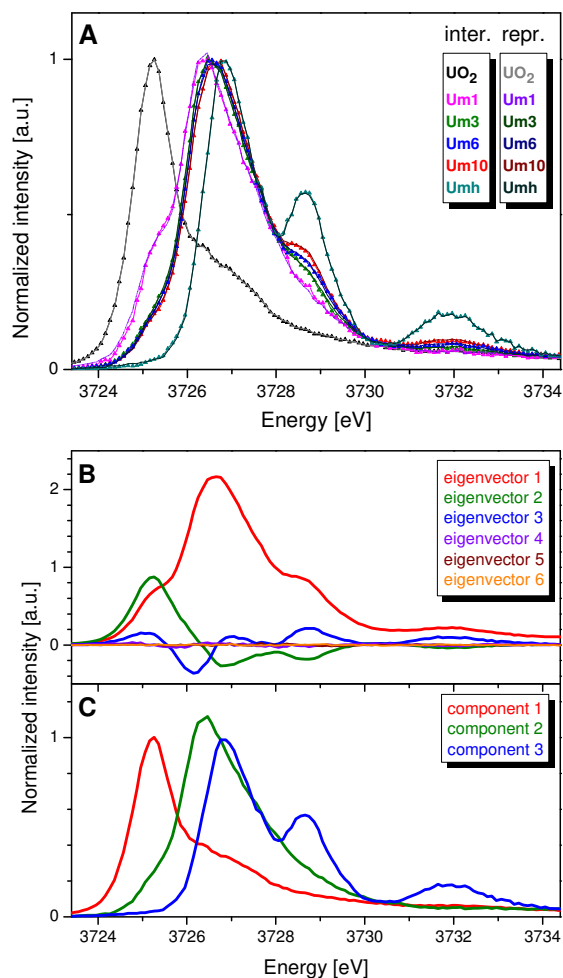 A
inter. repr.
UO2 UO2
Um1 Um1
Um3 Um3
Um6 Um6
Um10 Um10
Umh Umh
Normalized intensity [a.u.]
1
0
3724 3726 3728 3730 3732 3734
Energy [eV]
B
eigenvector 1
eigenvector 2
eigenvector 3
eigenvector 4
eigenvector 5
eigenvector 6
2
1
0
Normalized intensity [a.u.]
C
component 1
component 2
component 3
1
0
3724 3726 3728 3730 3732 3734
Energy [eV]